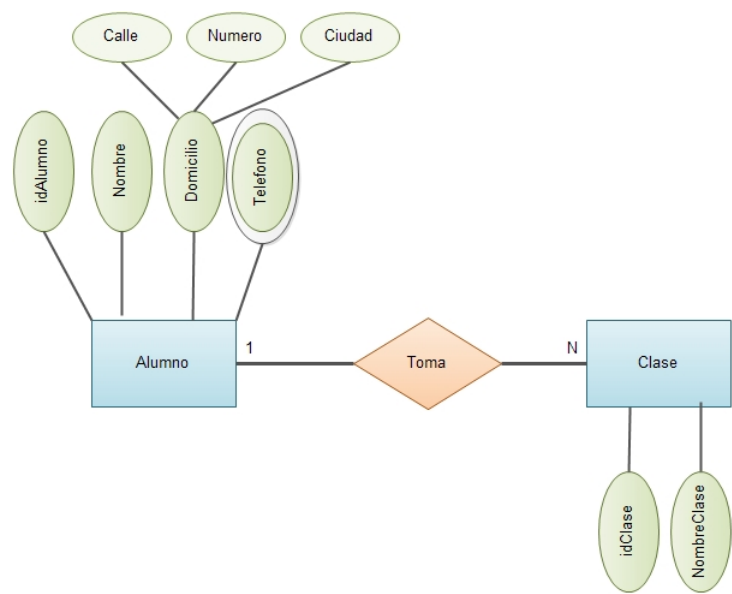 Calle
Numero
Ciudad
idAlumno
Nombre
Domicilio
Telefono
Alumno
1
Toma
N
Clase
idClase
NombreClase